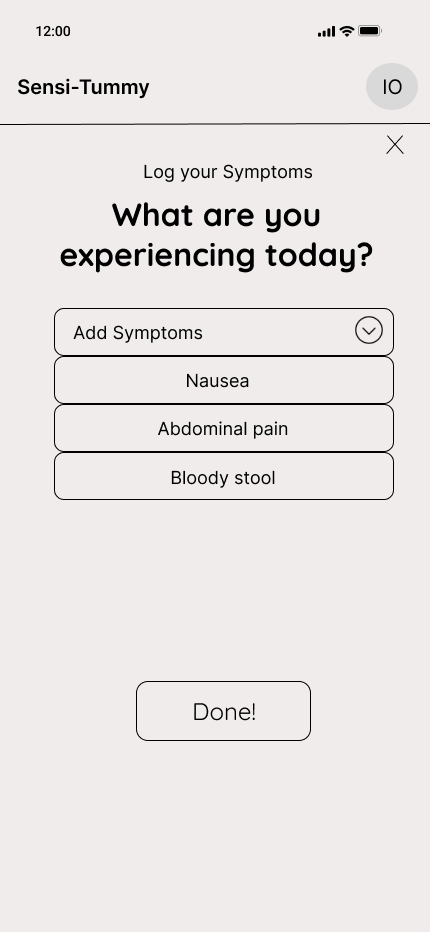 12:00
Sensi-Tummy
IO
Log your Symptoms
What are you
experiencing today?
Add Symptoms
Nausea
Abdominal pain
Bloody stool
Done!